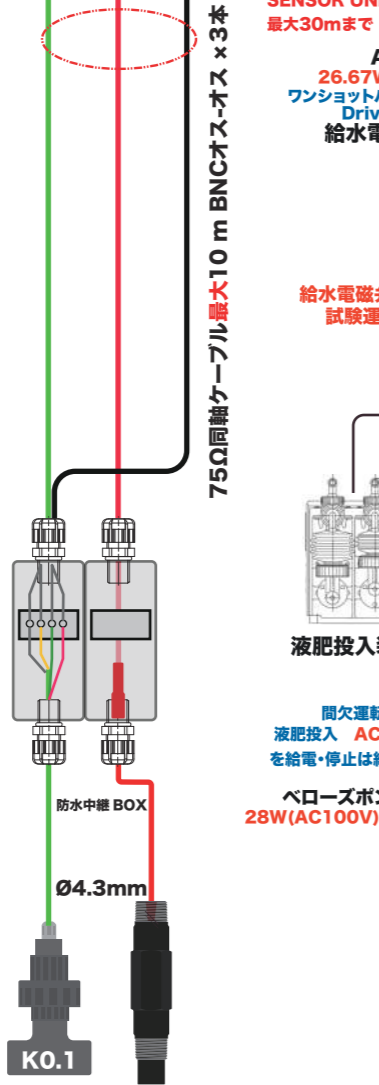 SENSOR UN
最大30mまで
26.67W
ワンショット
Driv
給水電
75Ω同軸ケーブル最大10 m BNCオス-オス ×3本
給水電磁
試験運
液肥投入
間欠運転
液肥投入 AC
を給電・停止は
ベローズポン
28W(AC100V)
防水中継 BOX
Ø4.3mm
K0.1